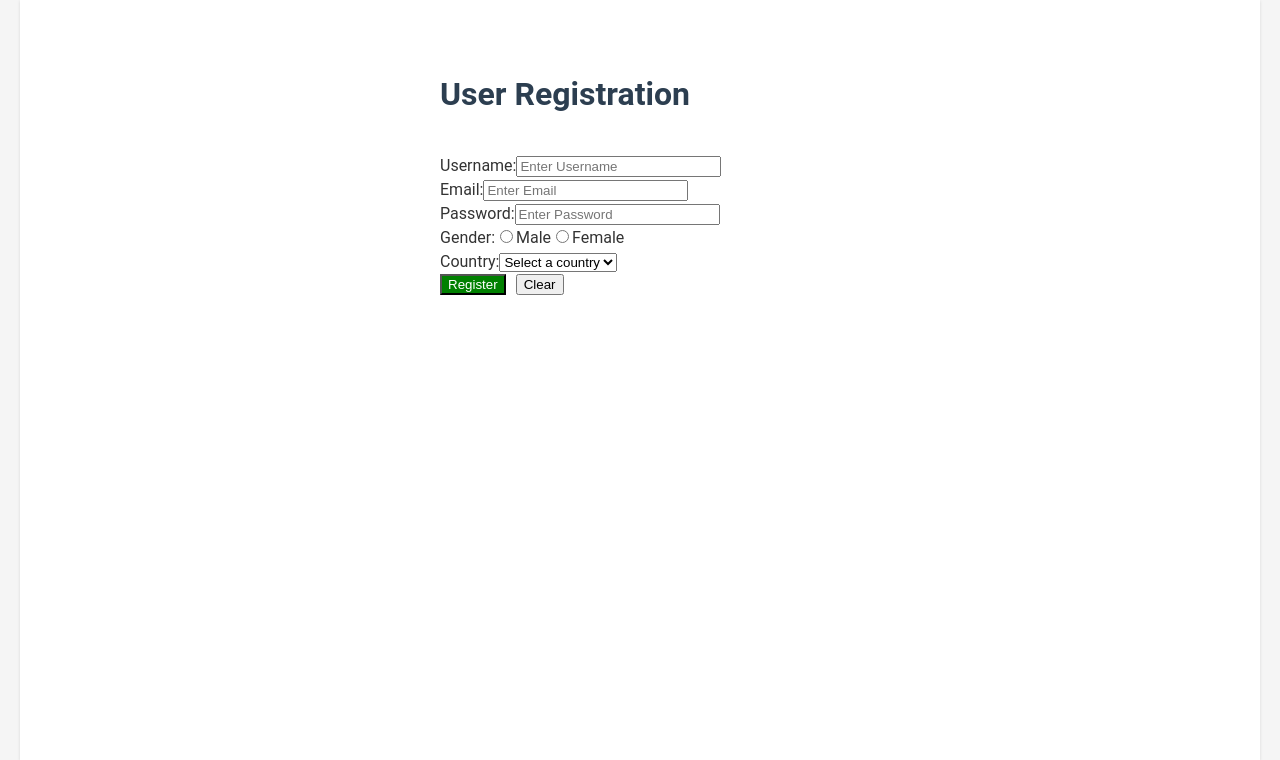 User Registration
Username: Enter Username
Email: Enter Email
Password: Enter Password
Gender: Male Female
Country: Select a country
Register Clear